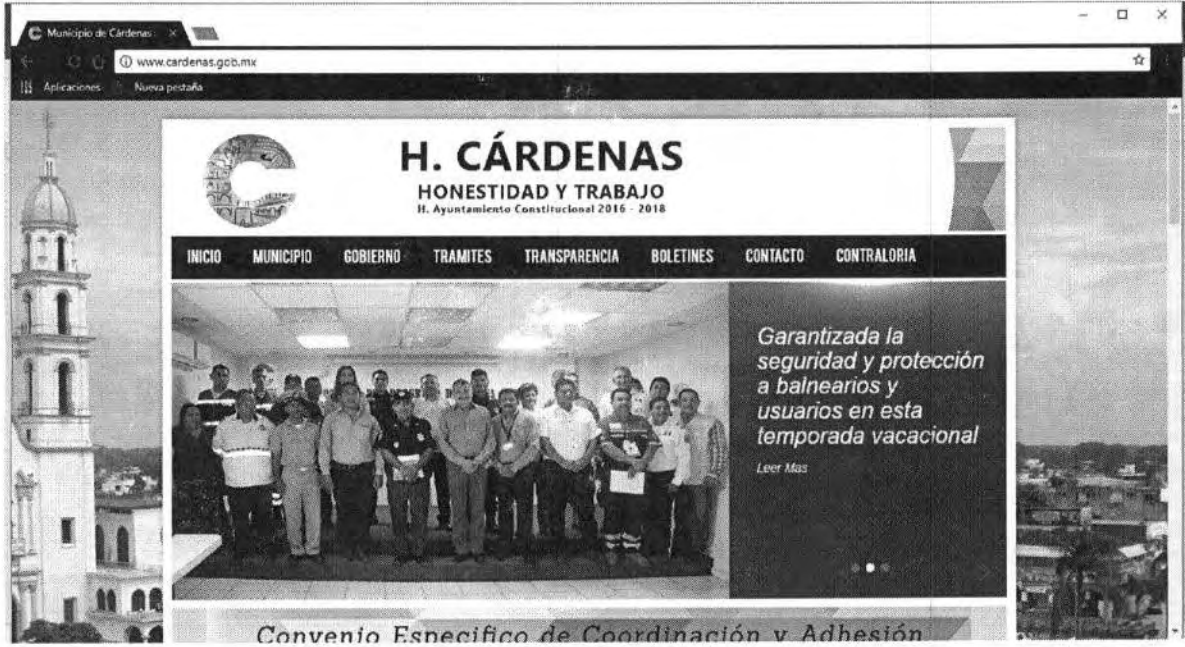 Municipio de Cárdenas
www.cardenas.gob.mx
Aplicaciones Nueva pestaña
H. CÁRDENAS
HONESTIDAD Y TRABAJO
H. Ayuntamiento Constitucional 2016 - 2018
INICIO MUNICIPIO GOBIERNO TRAMITES TRANSPARENCIA BOLETINES CONTACTO CONTRALORIA
Garantizada la
seguridad y protección
a balnearios y
usuarios en esta
temporada vacacional
Leer Mas
Convenio Especifico de Coordinación y Adhesión